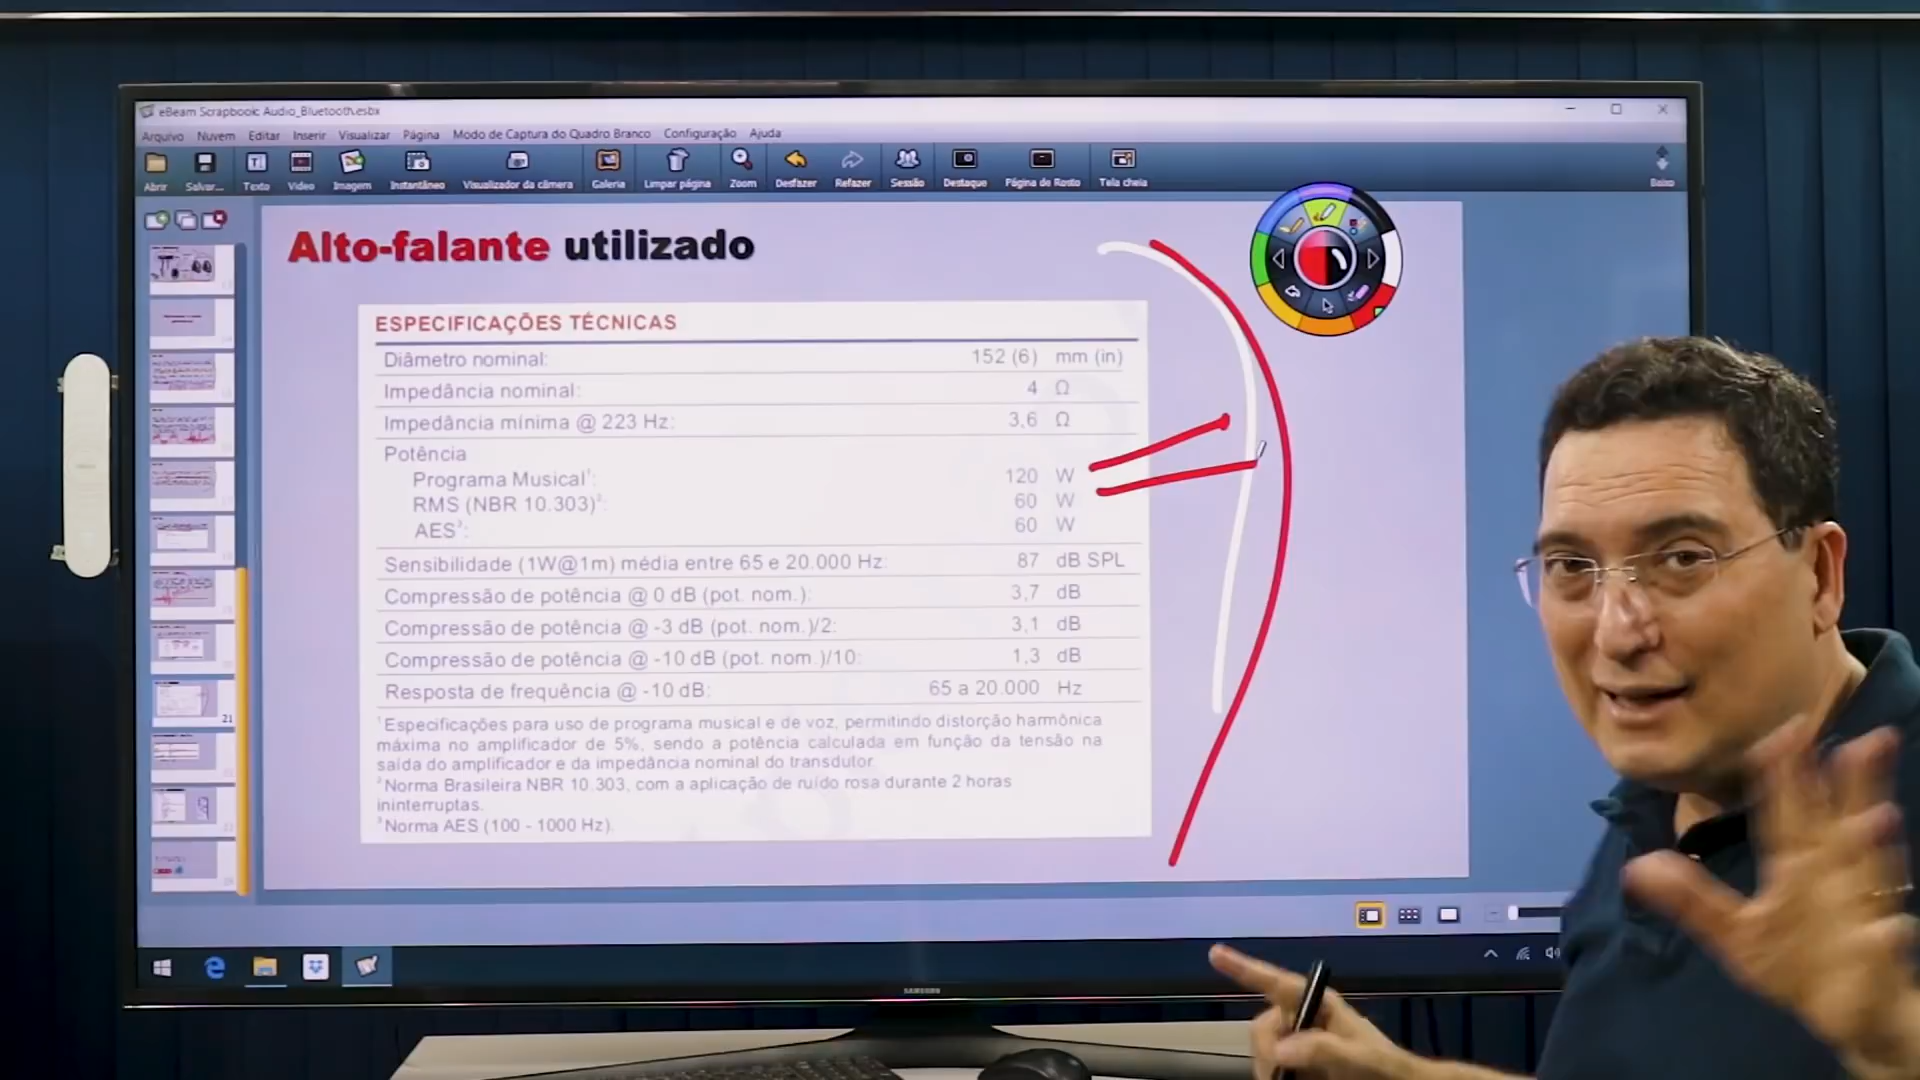 eBeam Scrapbook: Audio_Bluetooth.esbx
Arquivo Nuvem Editar Inserir Visualizar Página Modo de Captura do Quadro Branco Configuração Ajuda
Abrir Salvar... Texto Vídeo Imagem Instantâneo Visualizador da câmera Galeria Limpar página Zoom Desfazer Refazer Sessão Destaque Página de Rosto Tela cheia Baixo
Alto-falante utilizado
ESPECIFICAÇÕES TÉCNICAS
Diâmetro nominal: 152 (6) mm (in)
Impedância nominal: 4 Ω
Impedância mínima @ 223 Hz: 3,6 Ω
Potência
Programa Musical¹: 120 W
RMS (NBR 10.303)²: 60 W
AES³: 60 W
Sensibilidade (1W@1m) média entre 65 e 20.000 Hz: 87 dB SPL
Compressão de potência @ 0 dB (pot. nom.): 3,7 dB
Compressão de potência @ -3 dB (pot. nom.)/2: 3,1 dB
Compressão de potência @ -10 dB (pot. nom.)/10: 1,3 dB
Resposta de frequência @ -10 dB: 65 a 20.000 Hz
¹ Especificações para uso de programa musical e de voz, permitindo distorção harmônica
máxima no amplificador de 5%, sendo a potência calculada em função da tensão na
saída do amplificador e da impedância nominal do transdutor.
² Norma Brasileira NBR 10.303, com a aplicação de ruído rosa durante 2 horas
ininterruptas.
³ Norma AES (100 - 1000 Hz).
21
SAMSUNG